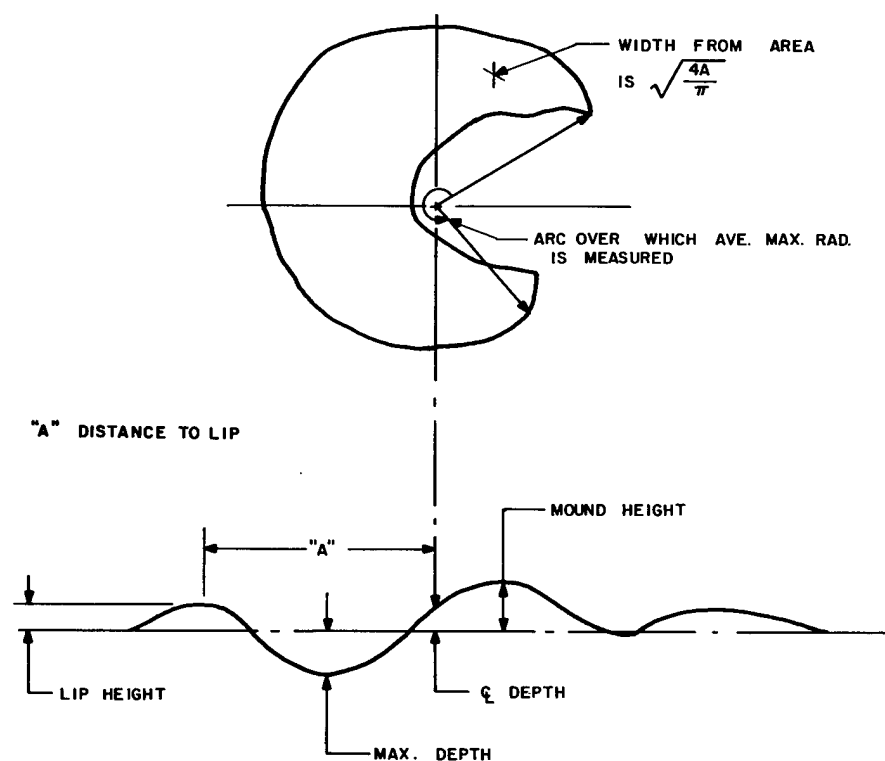 WIDTH FROM AREA
IS √4A/π
ARC OVER WHICH AVE. MAX. RAD.
IS MEASURED
"A" DISTANCE TO LIP
MOUND HEIGHT
"A"
LIP HEIGHT
℄ DEPTH
MAX. DEPTH